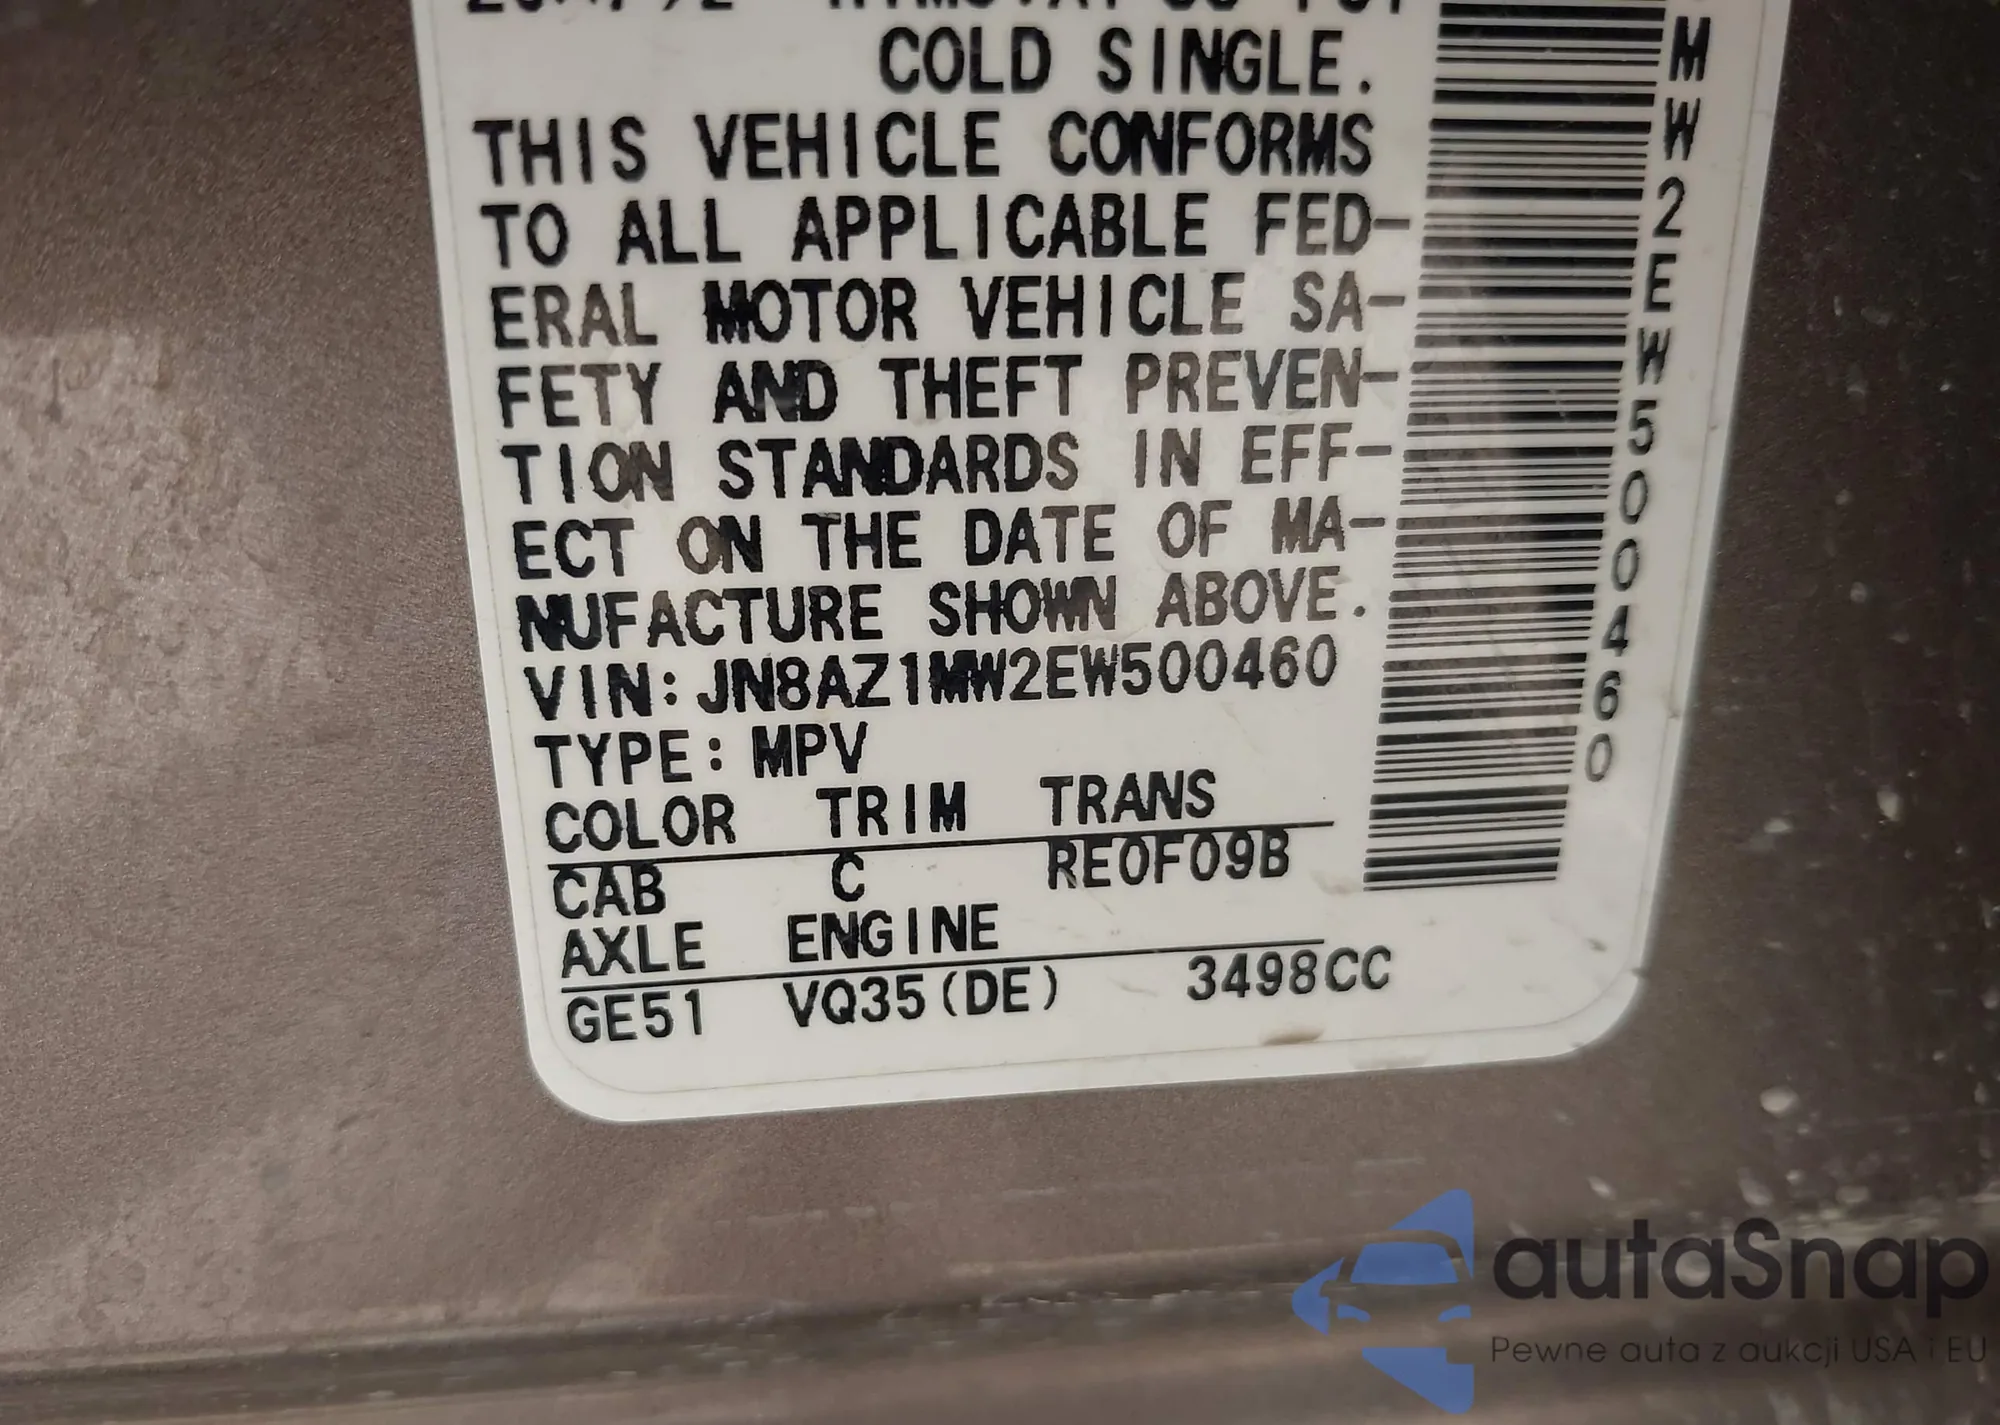 COLD SINGLE.
THIS VEHICLE CONFORMS
TO ALL APPLICABLE FED-
ERAL MOTOR VEHICLE SA-
FETY AND THEFT PREVEN-
TION STANDARDS IN EFF-
ECT ON THE DATE OF MA-
NUFACTURE SHOWN ABOVE.
VIN: JN8AZ1MW2EW500460
TYPE: MPV
COLOR TRIM TRANS
CAB C RE0F09B
AXLE ENGINE
GE51 VQ35(DE) 3498CC
MW2EW500460
autaSnap
Pewne auta z aukcji USA i EU